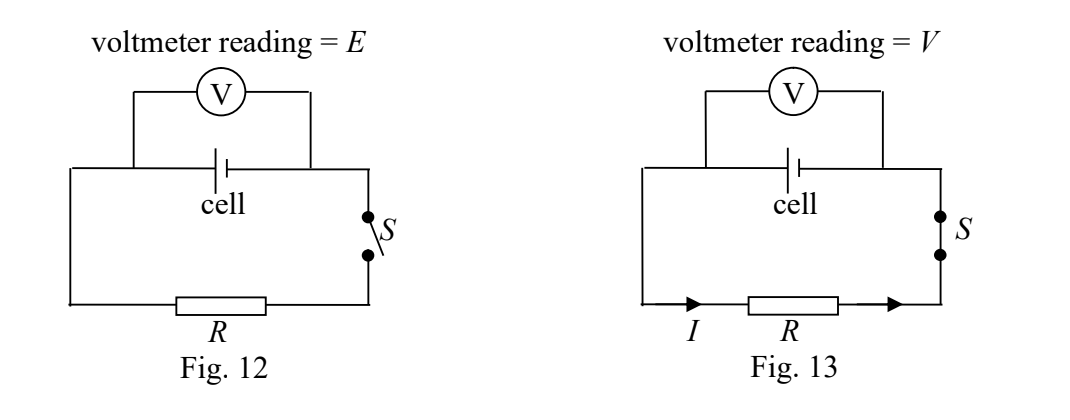 voltmeter reading = E
V
cell
S
R
Fig. 12
voltmeter reading = V
V
cell
S
I
R
Fig. 13